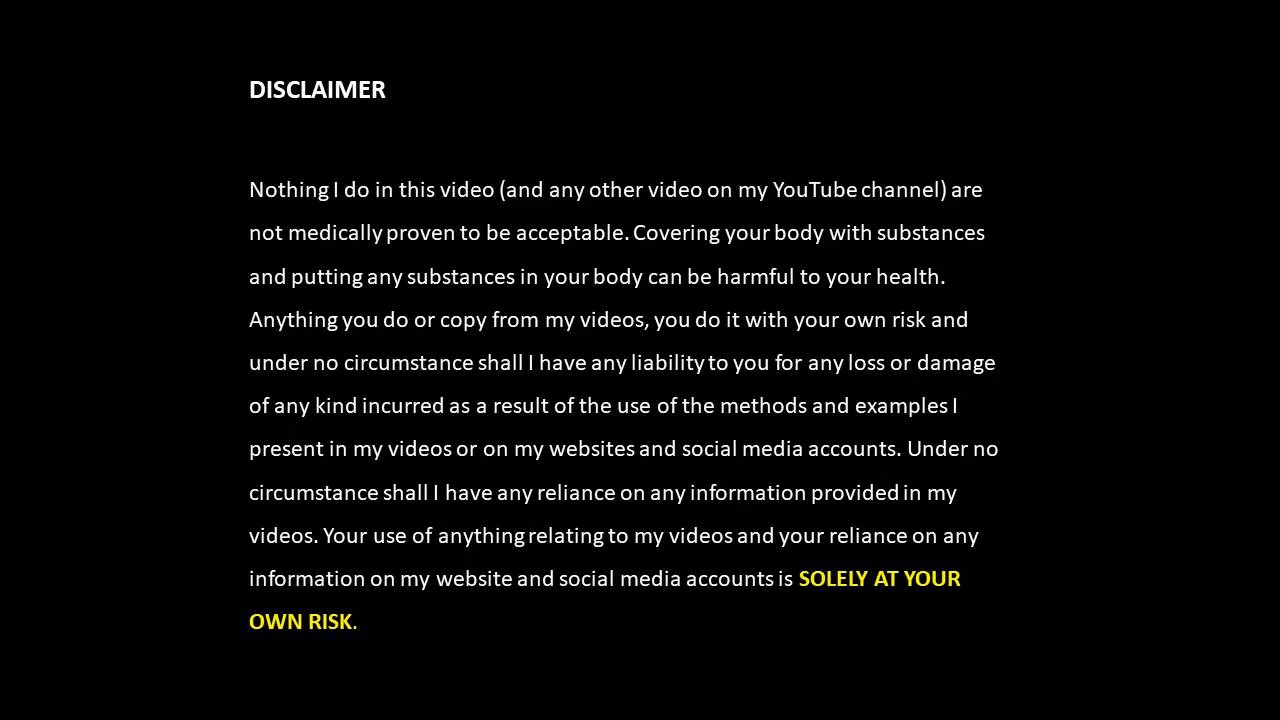 DISCLAIMER
Nothing I do in this video (and any other video on my YouTube channel) are
not medically proven to be acceptable. Covering your body with substances
and putting any substances in your body can be harmful to your health.
Anything you do or copy from my videos, you do it with your own risk and
under no circumstance shall I have any liability to you for any loss or damage
of any kind incurred as a result of the use of the methods and examples I
present in my videos or on my websites and social media accounts. Under no
circumstance shall I have any reliance on any information provided in my
videos. Your use of anything relating to my videos and your reliance on any
information on my website and social media accounts is SOLELY AT YOUR
OWN RISK.